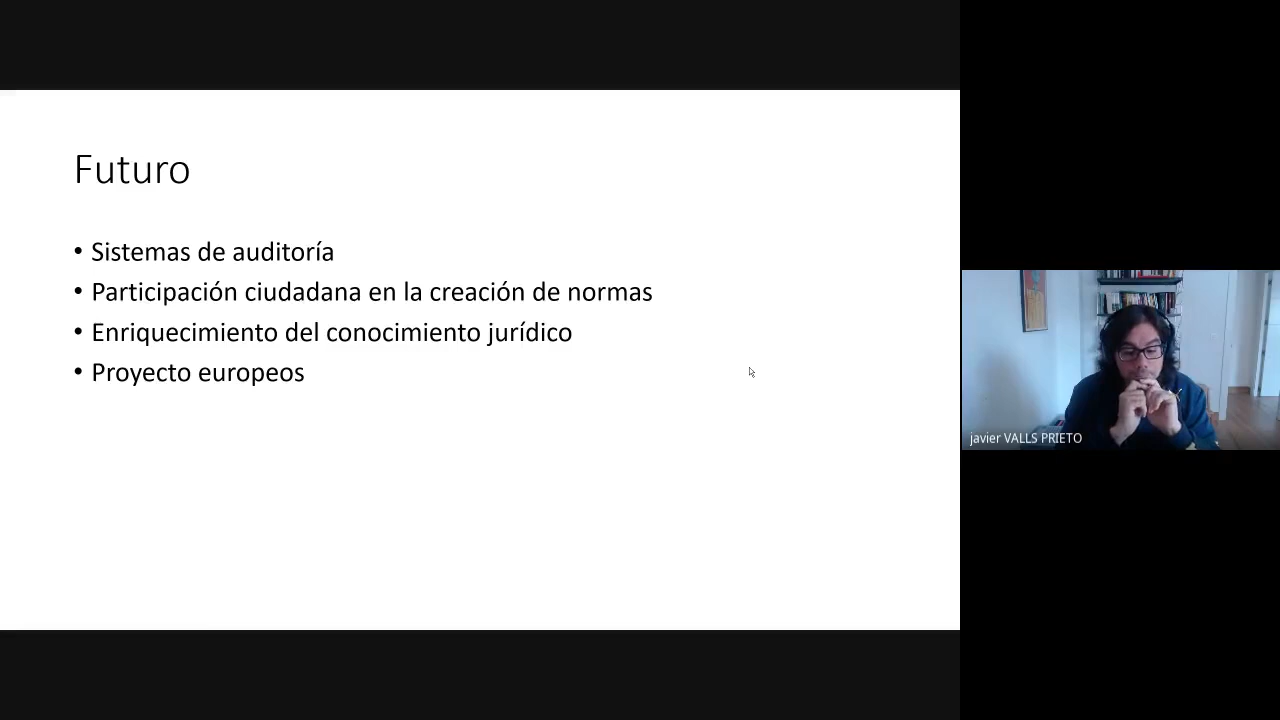 Futuro
• Sistemas de auditoría
• Participación ciudadana en la creación de normas
• Enriquecimiento del conocimiento jurídico
• Proyecto europeos
javier VALLS PRIETO